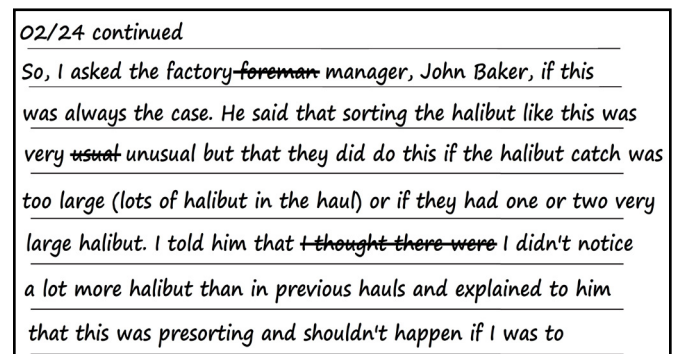 02/24 continued
So, I asked the factory foreman manager, John Baker, if this
was always the case. He said that sorting the halibut like this was
very usual unusual but that they did do this if the halibut catch was
too large (lots of halibut in the haul) or if they had one or two very
large halibut. I told him that I thought there were I didn't notice
a lot more halibut than in previous hauls and explained to him
that this was presorting and shouldn't happen if I was to